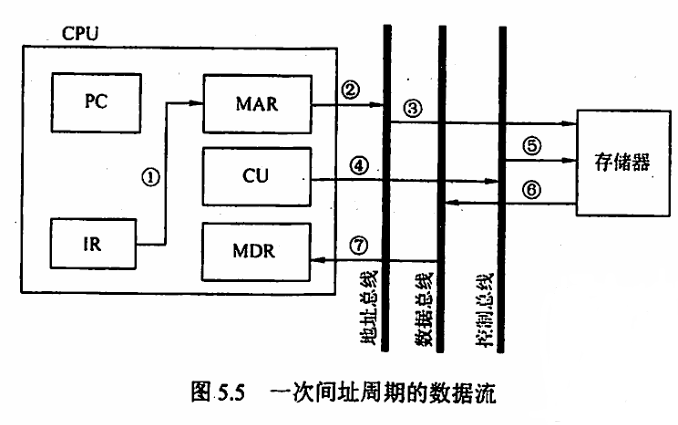 CPU
PC
MAR
②
③
①
CU
④
⑤
存储器
⑥
IR
MDR
⑦
地址总线
数据总线
控制总线
图 5.5 一次间址周期的数据流